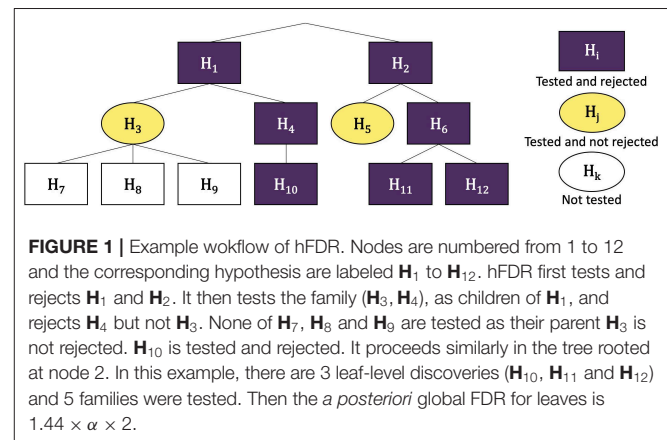 H₁
H₂
H₃
H₄
H₅
H₆
H₇
H₈
H₉
H₁₀
H₁₁
H₁₂
Hᵢ
Tested and rejected
Hⱼ
Tested and not rejected
Hₖ
Not tested
FIGURE 1 | Example wokflow of hFDR. Nodes are numbered from 1 to 12
and the corresponding hypothesis are labeled H₁ to H₁₂. hFDR first tests and
rejects H₁ and H₂. It then tests the family (H₃, H₄), as children of H₁, and
rejects H₄ but not H₃. None of H₇, H₈ and H₉ are tested as their parent H₃ is
not rejected. H₁₀ is tested and rejected. It proceeds similarly in the tree rooted
at node 2. In this example, there are 3 leaf-level discoveries (H₁₀, H₁₁ and H₁₂)
and 5 families were tested. Then the a posteriori global FDR for leaves is
1.44 × α × 2.